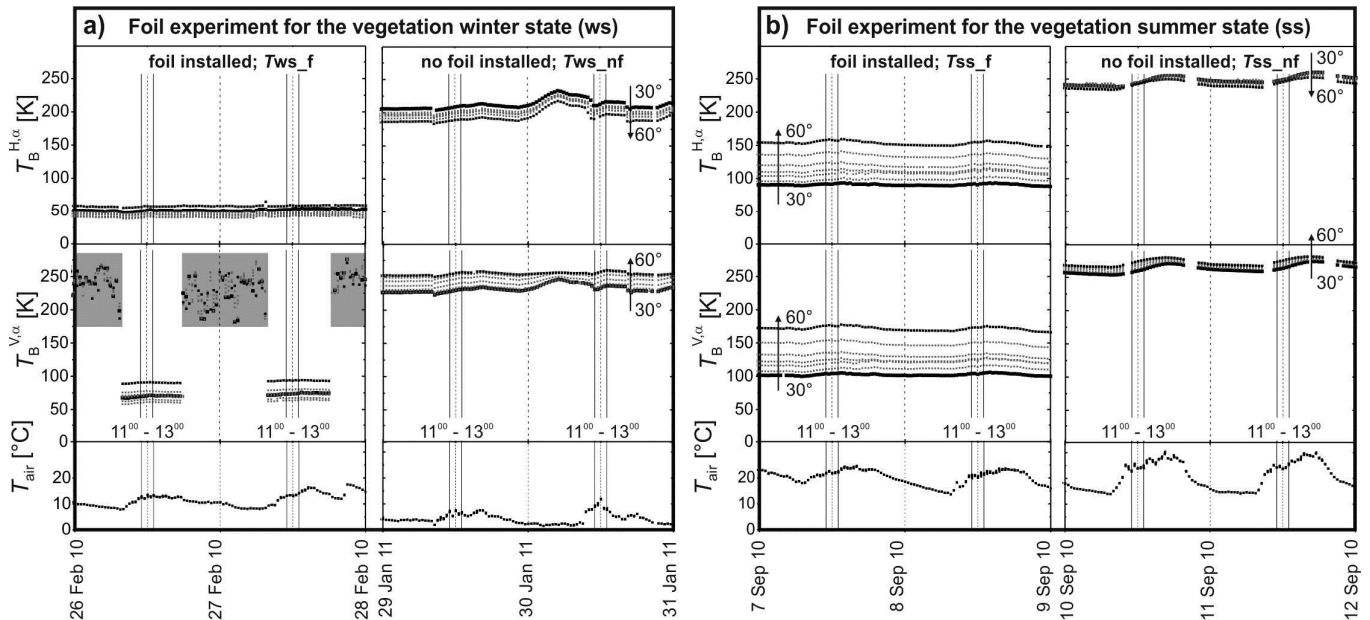 a) Foil experiment for the vegetation winter state (ws)
foil installed; Tws_f
no foil installed; Tws_nf
T_B^H,α [K]
250
200
150
100
50
0
30°
60°
T_B^V,α [K]
250
200
150
100
50
0
60°
30°
11⁰⁰ - 13⁰⁰
11⁰⁰ - 13⁰⁰
11⁰⁰ - 13⁰⁰
11⁰⁰ - 13⁰⁰
T_air [°C]
20
10
0
26 Feb 10
27 Feb 10
28 Feb 10
29 Jan 11
30 Jan 11
31 Jan 11
b) Foil experiment for the vegetation summer state (ss)
foil installed; Tss_f
no foil installed; Tss_nf
T_B^H,α [K]
250
200
150
100
50
0
60°
30°
30°
60°
T_B^V,α [K]
250
200
150
100
50
0
60°
30°
60°
30°
11⁰⁰ - 13⁰⁰
11⁰⁰ - 13⁰⁰
11⁰⁰ - 13⁰⁰
11⁰⁰ - 13⁰⁰
T_air [°C]
20
10
0
7 Sep 10
8 Sep 10
9 Sep 10
10 Sep 10
11 Sep 10
12 Sep 10